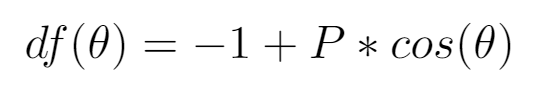 df(θ) = −1 + P ∗ cos(θ)